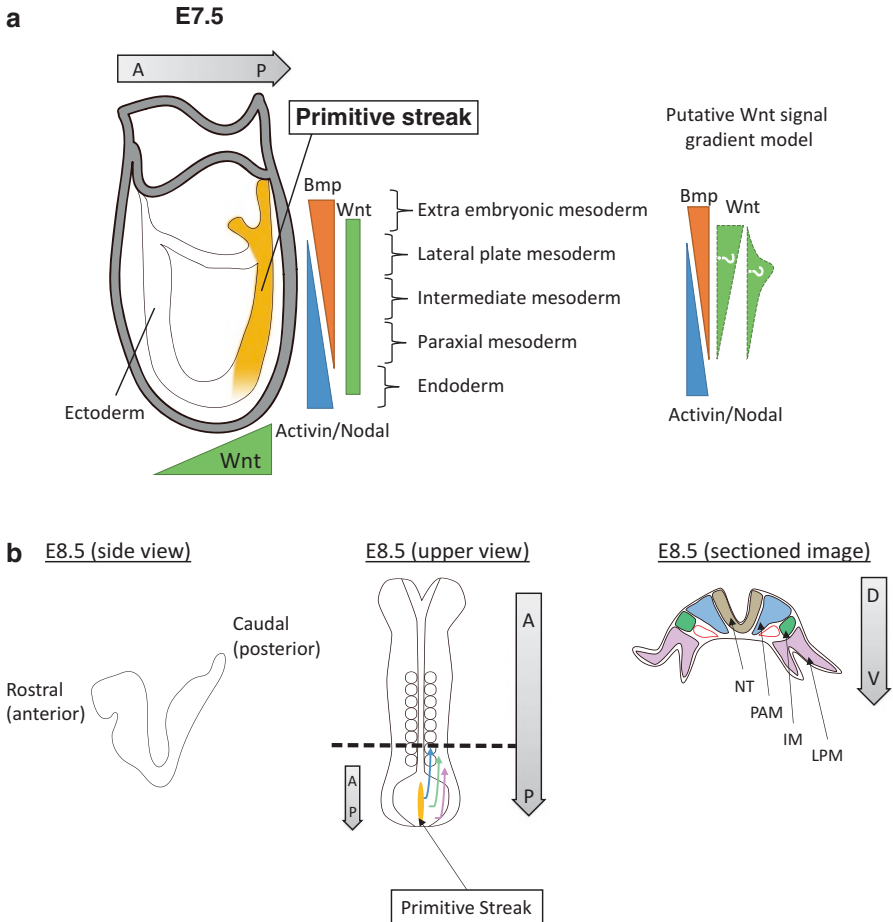 a
E7.5
A P
Primitive streak
Putative Wnt signal
gradient model
Bmp
Wnt
Extra embryonic mesoderm
Lateral plate mesoderm
Intermediate mesoderm
Paraxial mesoderm
Endoderm
Ectoderm
Activin/Nodal
Wnt
Bmp
Wnt
?
?
Activin/Nodal
b
E8.5 (side view)
Rostral
(anterior)
Caudal
(posterior)
E8.5 (upper view)
A
P
A
P
Primitive Streak
E8.5 (sectioned image)
D
V
NT
PAM
IM
LPM